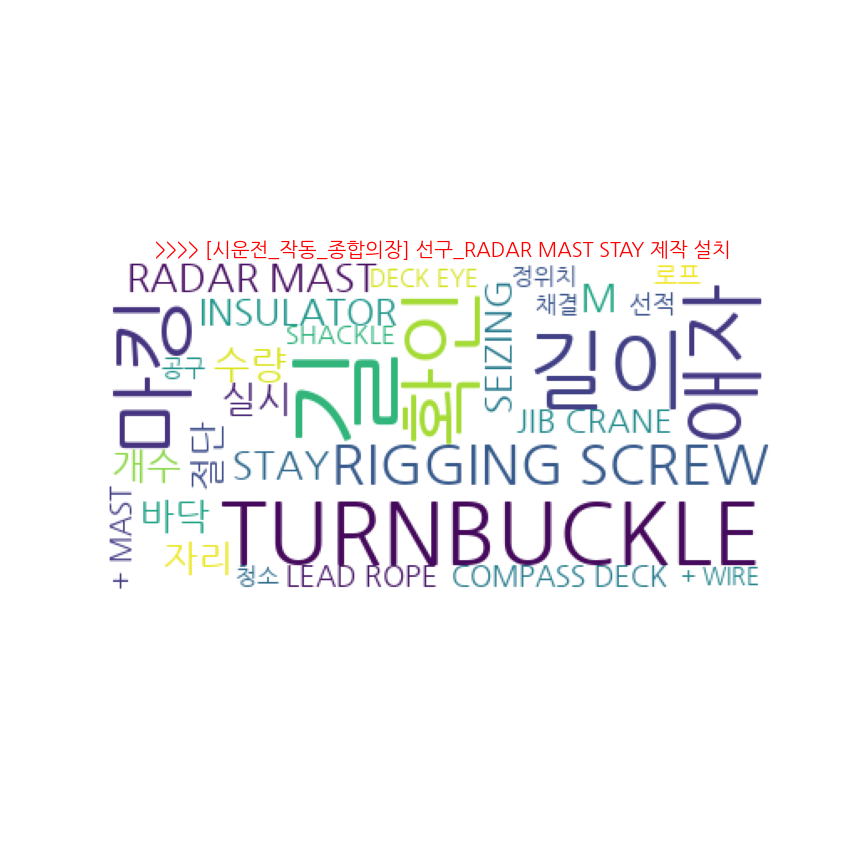 >>>> [시운전_작동_종합의장] 선구_RADAR MAST STAY 제작 설치
RADAR MAST
DECK EYE
정위치
로프
INSULATOR
SHACKLE
채결
M
선적
마킹
공구
수량
실시
길
확인
SEIZING
길이
애자
JIB CRANE
개수
절단
STAY
RIGGING SCREW
+ MAST
바닥
TURNBUCKLE
자리
청소
LEAD ROPE
COMPASS DECK
+ WIRE